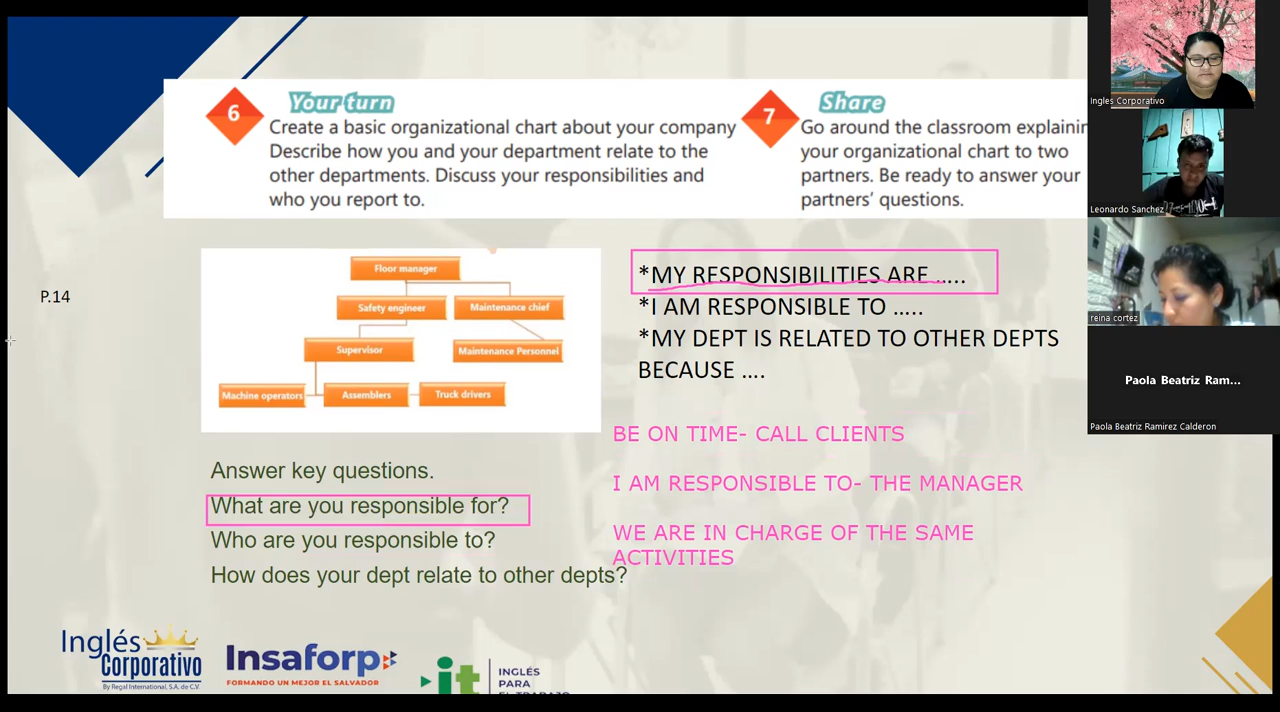 6 Your turn
Create a basic organizational chart about your company
Describe how you and your department relate to the
other departments. Discuss your responsibilities and
who you report to.
7 Share
Go around the classroom explainin
your organizational chart to two
partners. Be ready to answer your
partners' questions.
P.14
Floor manager
Safety engineer
Maintenance chief
Supervisor
Maintenance Personnel
Machine operators
Assemblers
Truck drivers
*MY RESPONSIBILITIES ARE .....
*I AM RESPONSIBLE TO .....
*MY DEPT IS RELATED TO OTHER DEPTS
BECAUSE ....
BE ON TIME- CALL CLIENTS
I AM RESPONSIBLE TO- THE MANAGER
WE ARE IN CHARGE OF THE SAME
ACTIVITIES
Answer key questions.
What are you responsible for?
Who are you responsible to?
How does your dept relate to other depts?
Inglés
Corporativo
By Regal International, S.A. de C.V.
Insaforp
FORMANDO UN MEJOR EL SALVADOR
it
INGLÉS
PARA
EL TRABAJO
Ingles Corporativo
Leonardo Sanchez
reina cortez
Paola Beatriz Ram...
Paola Beatriz Ramirez Calderon